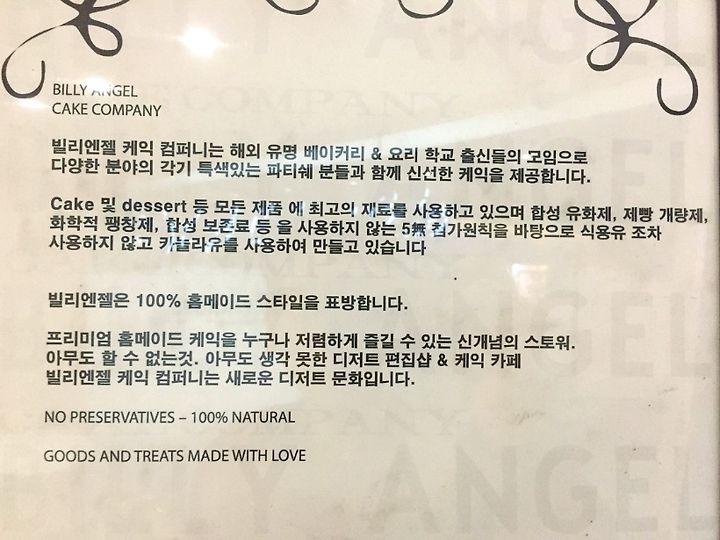 BILLY ANGEL
CAKE COMPANY
빌리엔젤 케익 컴퍼니는 해외 유명 베이커리 & 요리 학교 출신들의 모임으로
다양한 분야의 각기 특색있는 파티쉐 분들과 함께 신선한 케익을 제공합니다.
Cake 및 dessert 등 모든 제품 에 최고의 재료를 사용하고 있으며 합성 유화제, 제빵 개량제,
화학적 팽창제, 합성 보존료 등 을 사용하지 않는 5無 첨가원칙을 바탕으로 식용유 조차
사용하지 않고 카놀라유를 사용하여 만들고 있습니다
빌리엔젤은 100% 홈메이드 스타일을 표방합니다.
프리미엄 홈메이드 케익을 누구나 저렴하게 즐길 수 있는 신개념의 스토워.
아무도 할 수 없는것. 아무도 생각 못한 디저트 편집샵 & 케익 카페
빌리엔젤 케익 컴퍼니는 새로운 디저트 문화입니다.
NO PRESERVATIVES – 100% NATURAL
GOODS AND TREATS MADE WITH LOVE